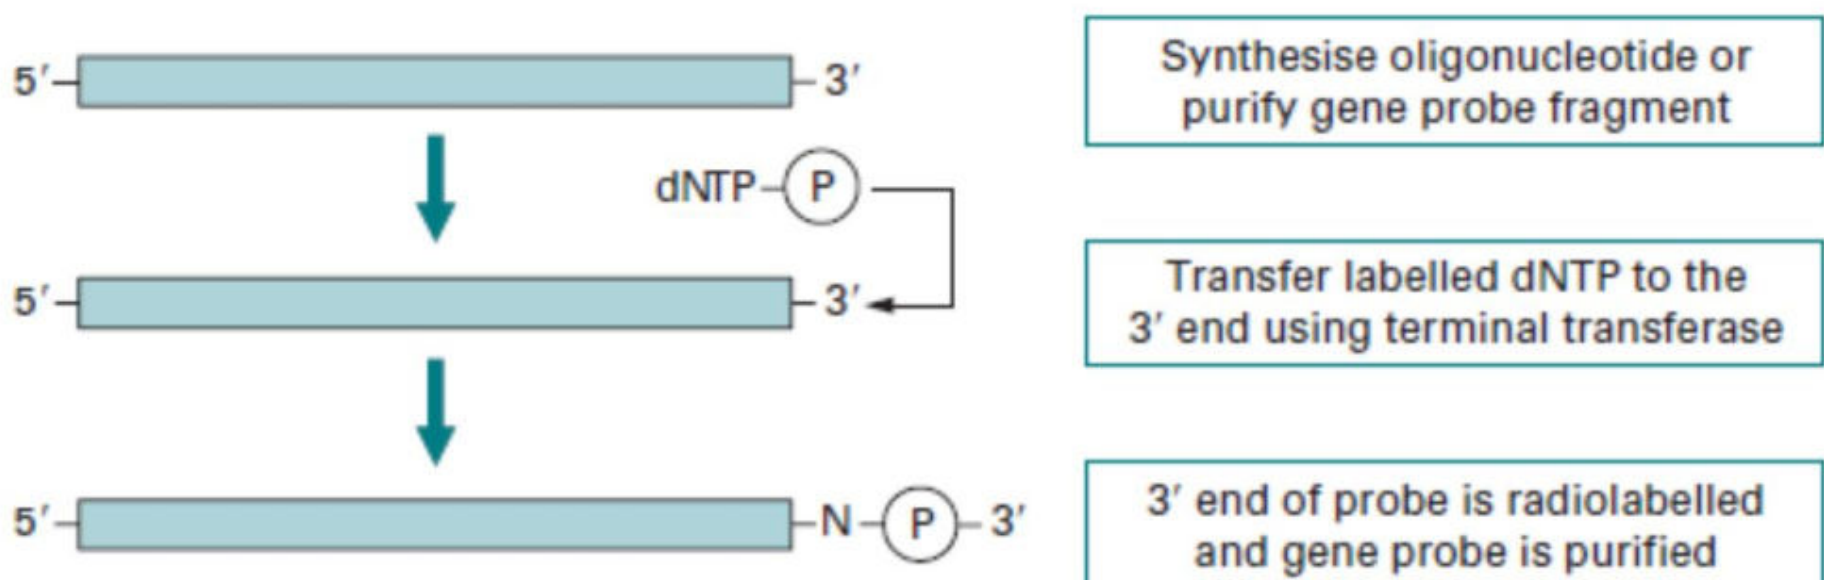 5′ 3′
Synthesise oligonucleotide or
purify gene probe fragment
dNTP P
5′ 3′
Transfer labelled dNTP to the
3′ end using terminal transferase
5′ N P 3′
3′ end of probe is radiolabelled
and gene probe is purified